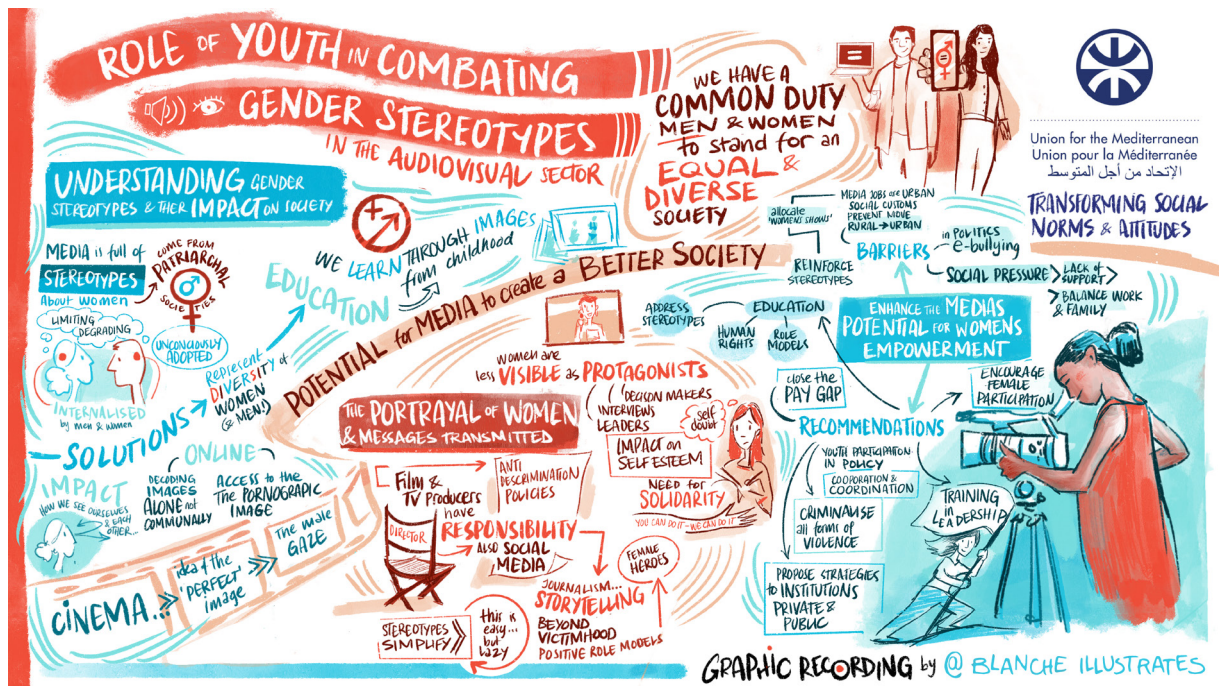 ROLE OF YOUTH IN COMBATING
GENDER STEREOTYPES
IN THE AUDIOVISUAL SECTOR
WE HAVE A
COMMON DUTY
MEN & WOMEN
to stand for an
EQUAL &
DIVERSE
SOCIETY
Union for the Mediterranean
Union pour la Méditerranée
الإتحاد من أجل المتوسط
TRANSFORMING SOCIAL
NORMS & ATTITUDES
UNDERSTANDING GENDER
STEREOTYPES & THER IMPACT ON SOCIETY
MEDIA is full of
STEREOTYPES
About women
COME FROM
PATRIARCHAL
SOCIETIES
LIMITING
DEGRADING
UNCONCIOUSLY
ADOPTED
INTERNALISED
by men & women
SOLUTIONS
Represent
DIVERSITY of
WOMEN
(& MEN!)
EDUCATION
WE LEARN THROUGH IMAGES
from childhood
ONLINE
DECODING
IMAGES
ALONE not
COMMUNALLY
ACCESS to the
The PORNOGRAPIC
IMAGE
IMPACT
HOW WE SEE OURSELVES
& EACH
OTHER...
CINEMA...
idea of the
'PERFECT'
image
The male
GAZE
POTENTIAL for MEDIA to create a BETTER SOCIETY
women are
less VISIBLE as PROTAGONISTS
DECISON MAKERS
INTERVIEWS
LEADERS
self
doubt
IMPACT on
SELF ESTEEM
NEED for
SOLIDARITY
YOU CAN DO IT - WE CAN DO IT
THE PORTRAYAL OF WOMEN
& MESSAGES TRANSMITTED
Film &
TV Producers
have
RESPONSIBILITY
ANTI
DISCRIMINATION
POLICIES
DIRECTOR
ALSO SOCIAL
MEDIA
JOURNALISM...
STORYTELLING
BEYOND
VICTIMHOOD
POSITIVE ROLE MODELS
FEMALE
HEROES
STEREOTYPES
SIMPLIFY
this is
easy...
but
LAZY
ENHANCE THE MEDIAS
POTENTIAL FOR WOMENS
EMPOWERMENT
BARRIERS
MEDIA JOBS are URBAN
SOCIAL CUSTOMS
PREVENT MOVE
RURAL → URBAN
allocate
'WOMENS SHOWS'
REINFORCE
STEREOTYPES
in POLITICS
e-bullying
SOCIAL PRESSURE
LACK of
SUPPORT
BALANCE WORK
& FAMILY
EDUCATION
ADDRESS
STEREOTYPES
HUMAN
RIGHTS
ROLE
MODELS
RECOMMENDATIONS
close the
PAY GAP
ENCOURAGE
FEMALE
PARTICIPATION
YOUTH PARTICIPATION
IN POLICY
COOPERATION &
COORDINATION
CRIMINALISE
all forms of
VIOLENCE
PROPOSE STRATEGIES
to INSTITUTIONS
PRIVATE &
PUBLIC
TRAINING
in
LEADERSHIP
GRAPHIC RECORDING by @ BLANCHE ILLUSTRATES